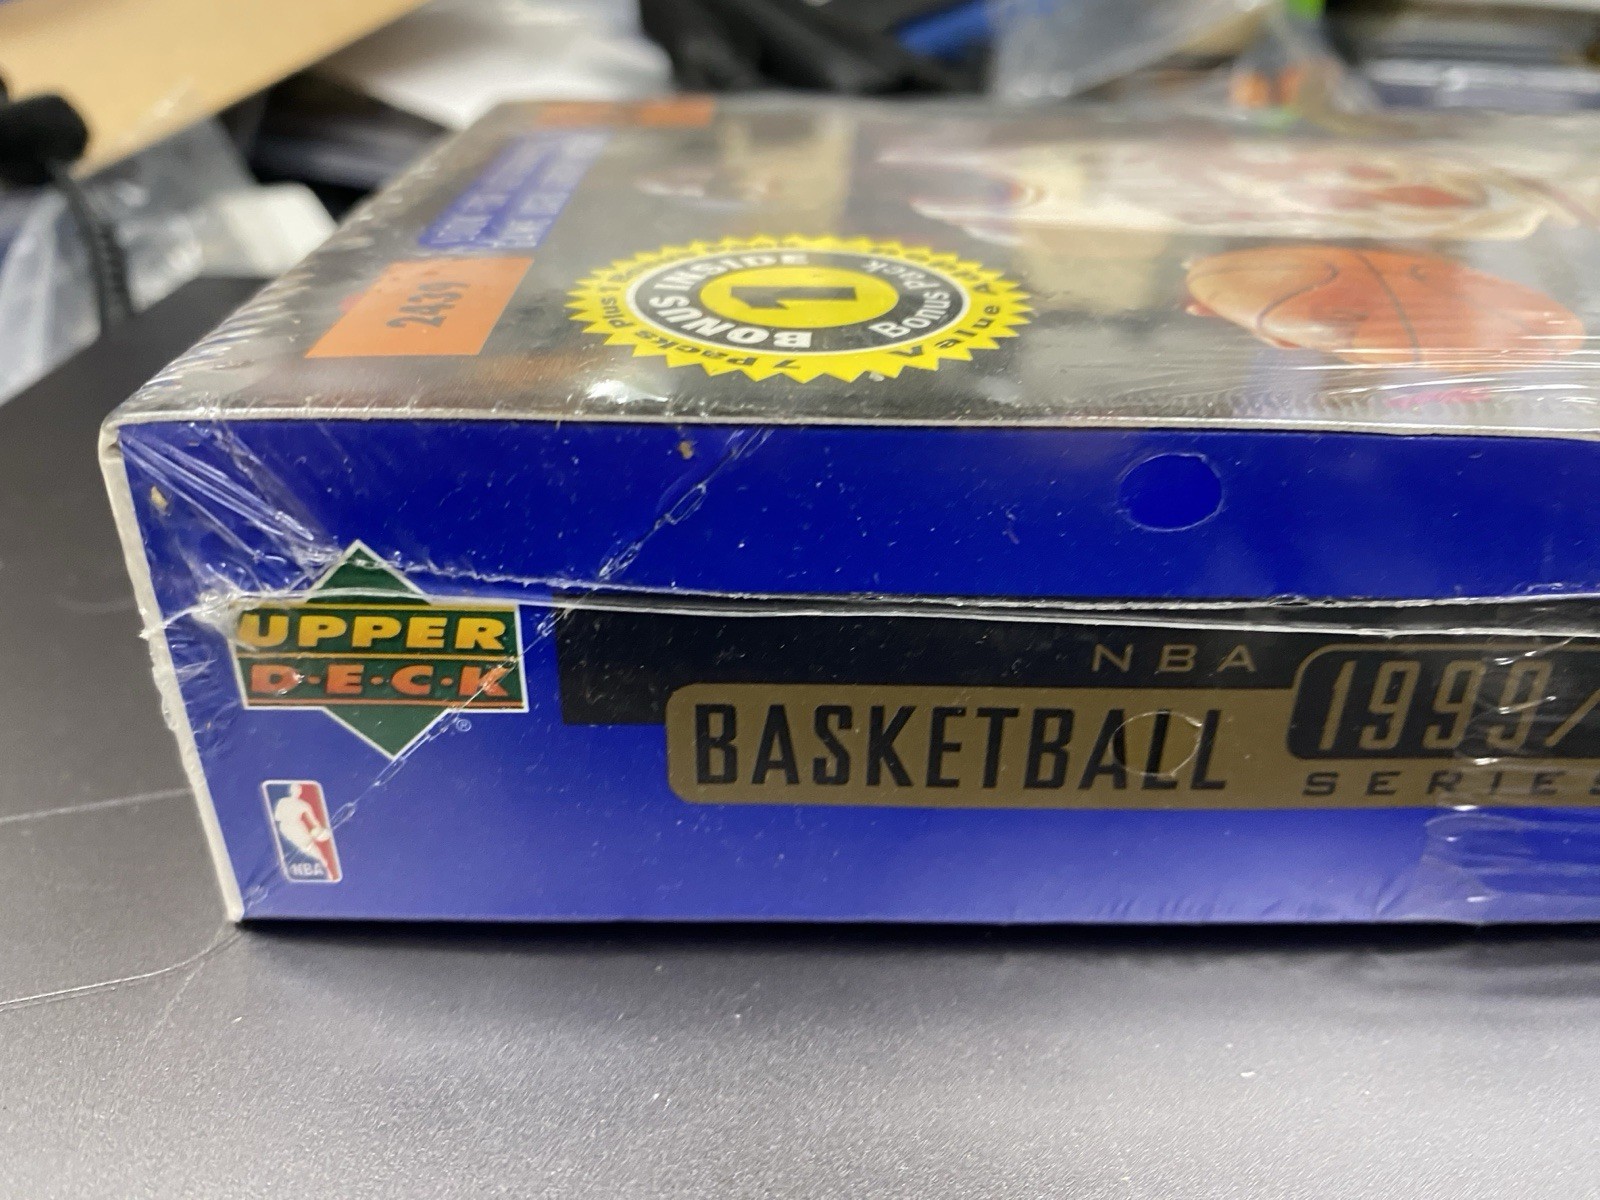 2439
BONUS INSIDE
1
Bonus Pack
7 Packs Plus 1
Value
UPPER
D·E·C·K
®
NBA
BASKETBALL
1999/
SERIES
NBA